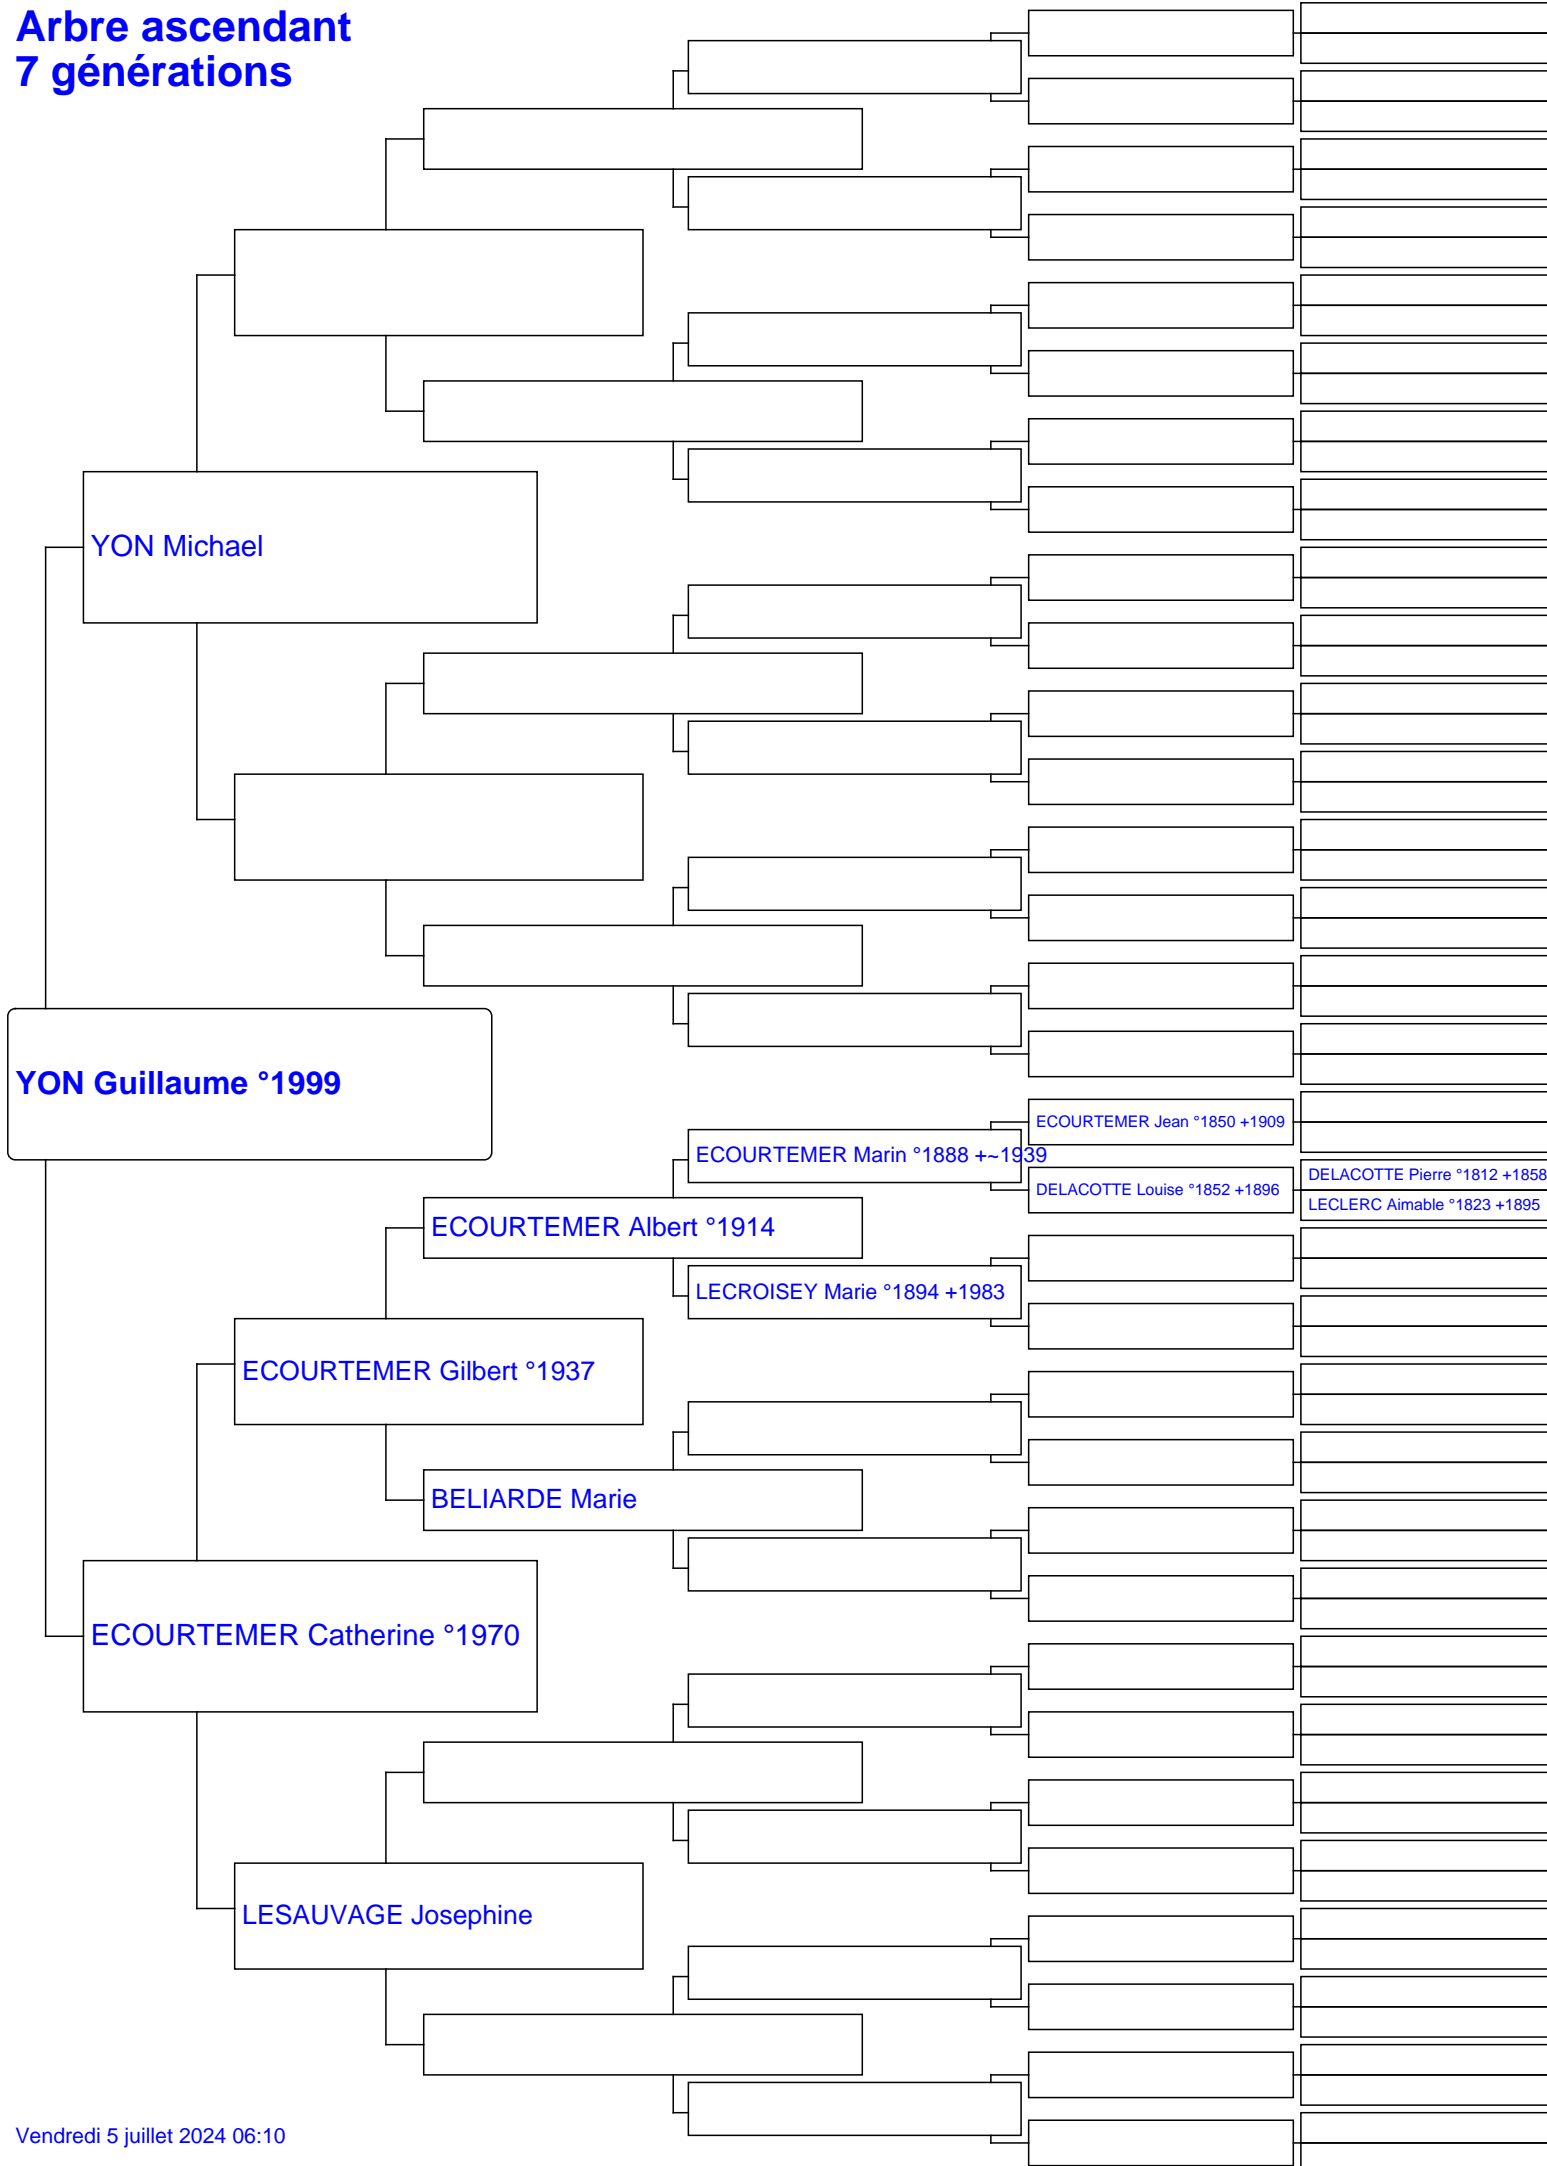 Arbre ascendant
7 générations
YON Michael
YON Guillaume °1999
ECOURTEMER Jean °1850 +1909
ECOURTEMER Marin °1888 +~1939
DELACOTTE Pierre °1812 +1858
DELACOTTE Louise °1852 +1896
LECLERC Aimable °1823 +1895
ECOURTEMER Albert °1914
LECROISEY Marie °1894 +1983
ECOURTEMER Gilbert °1937
BELIARDE Marie
ECOURTEMER Catherine °1970
LESAUVAGE Josephine
Vendredi 5 juillet 2024 06:10